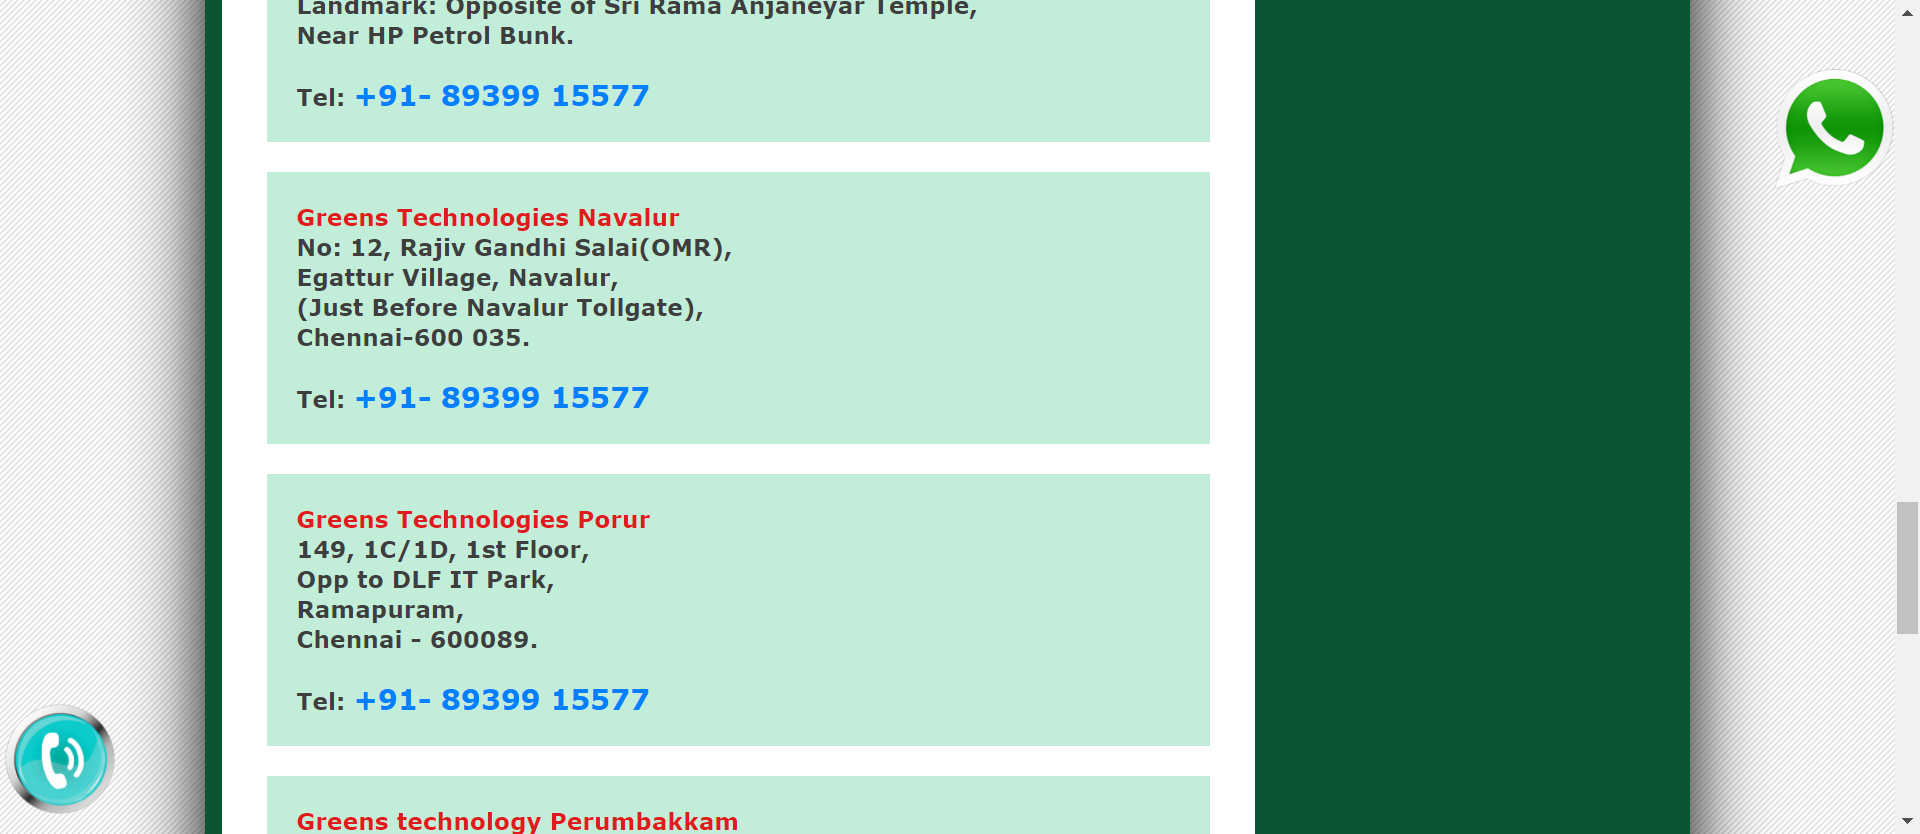 Landmark: Opposite of Sri Rama Anjaneyar Temple,
Near HP Petrol Bunk.
Tel: +91- 89399 15577
Greens Technologies Navalur
No: 12, Rajiv Gandhi Salai(OMR),
Egattur Village, Navalur,
(Just Before Navalur Tollgate),
Chennai-600 035.
Tel: +91- 89399 15577
Greens Technologies Porur
149, 1C/1D, 1st Floor,
Opp to DLF IT Park,
Ramapuram,
Chennai - 600089.
Tel: +91- 89399 15577
Greens technology Perumbakkam